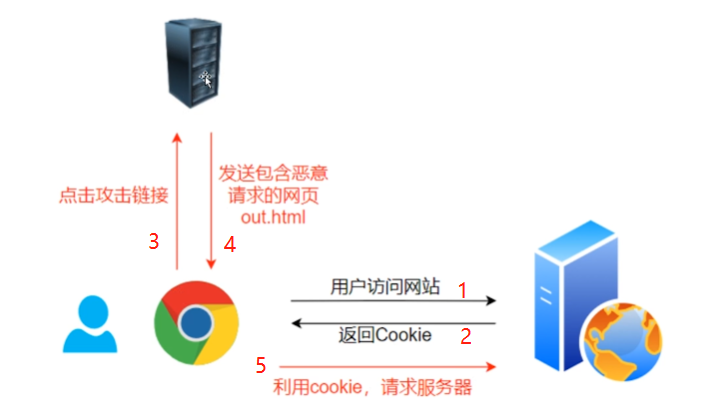 点击攻击链接
发送包含恶意
请求的网页
out.html
3
4
用户访问网站 1
返回Cookie 2
5
利用cookie，请求服务器